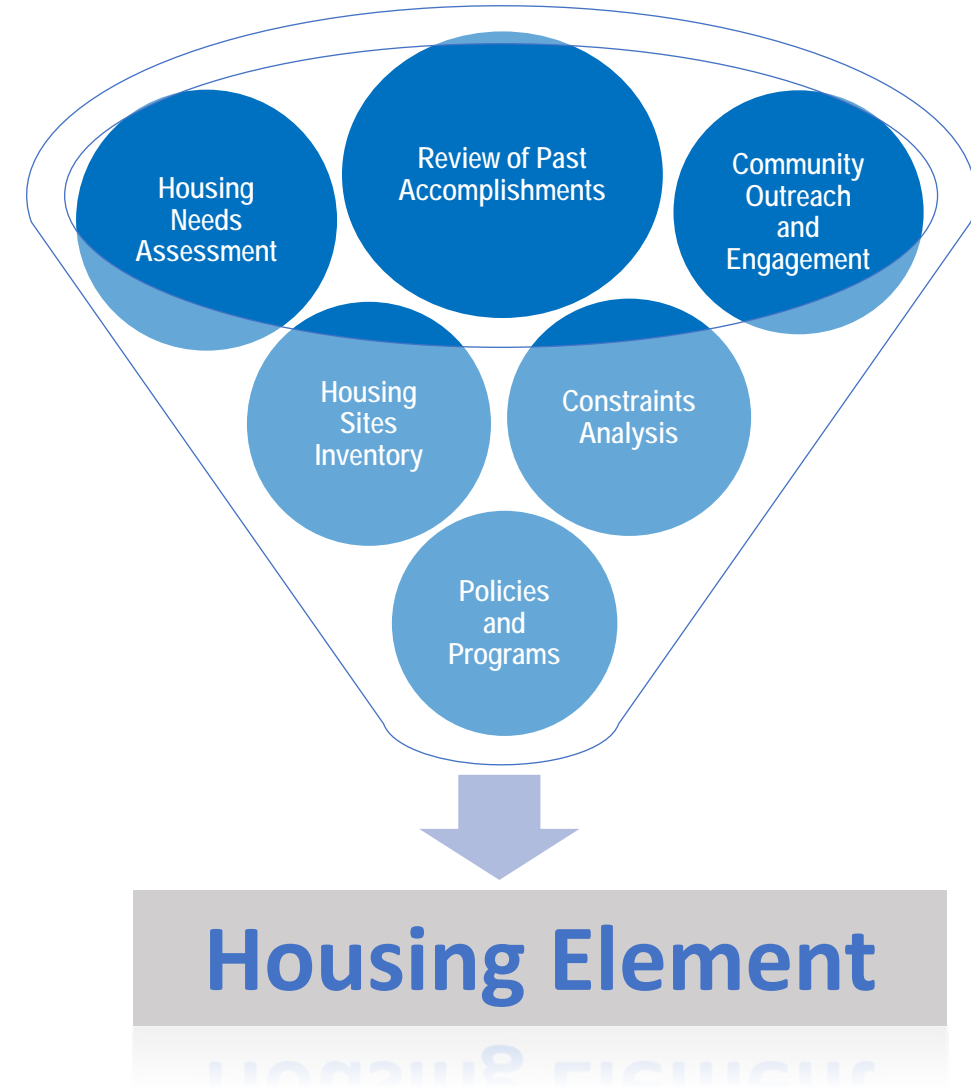 Housing
Needs
Assessment
Review of Past
Accomplishments
Community
Outreach
and
Engagement
Housing
Sites
Inventory
Constraints
Analysis
Policies
and
Programs
Housing Element